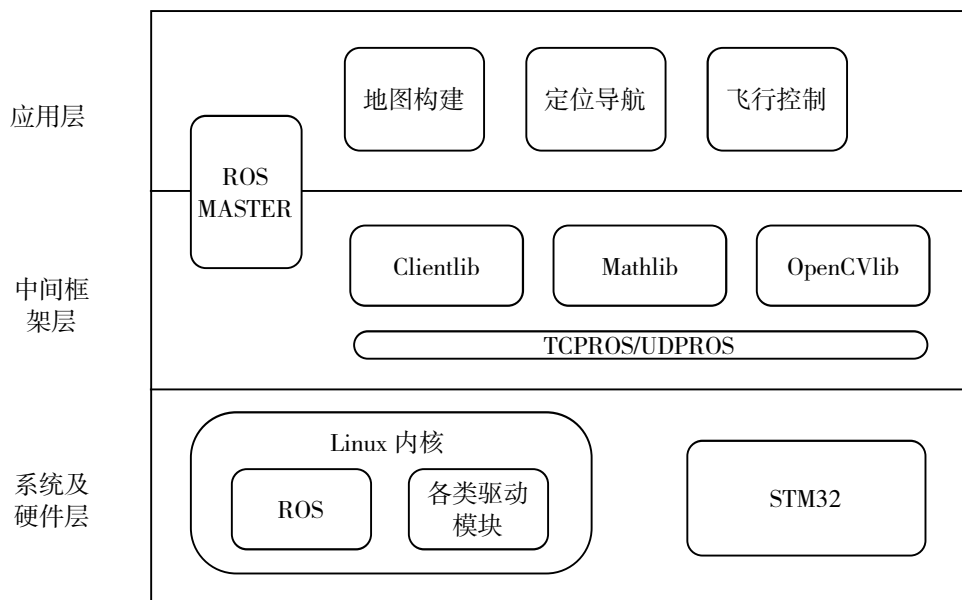 应用层
地图构建
定位导航
飞行控制
ROS
MASTER
中间框
架层
Clientlib
Mathlib
OpenCVlib
TCPROS/UDPROS
系统及
硬件层
Linux 内核
ROS
各类驱动
模块
STM32